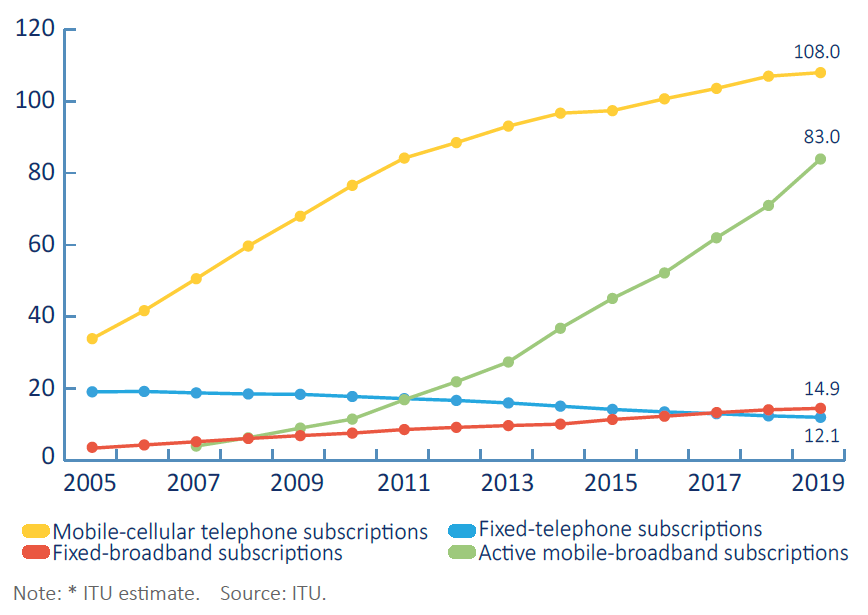 120
108.0
100
83.0
80
60
40
20
14.9
12.1
0
2005 2007 2009 2011 2013 2015 2017 2019
Mobile-cellular telephone subscriptions Fixed-telephone subscriptions
Fixed-broadband subscriptions Active mobile-broadband subscriptions
Note: * ITU estimate. Source: ITU.